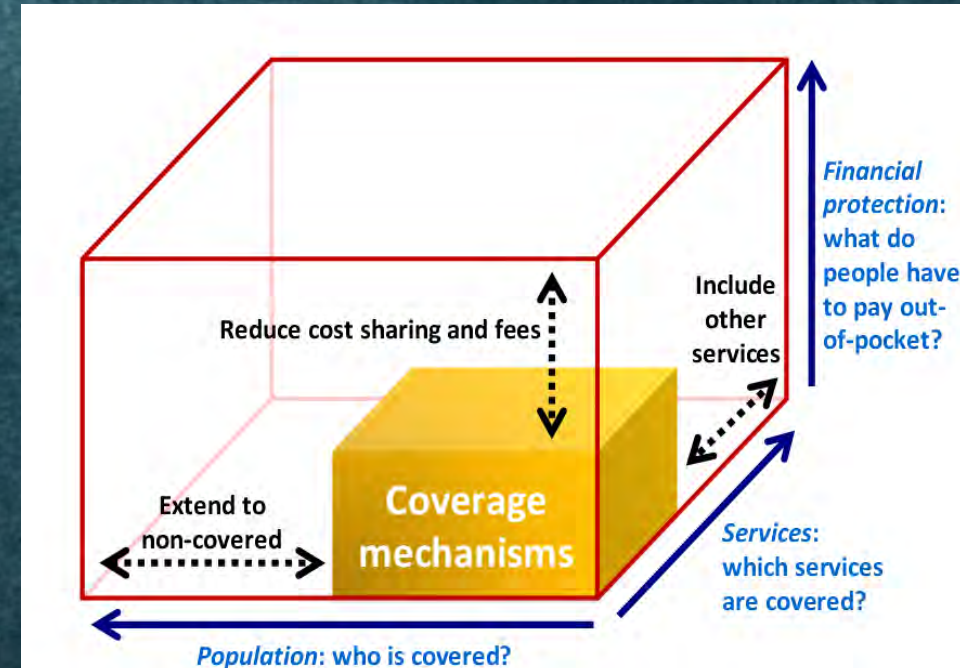 Financial
protection:
what do
people have
to pay out-
of-pocket?
Include
other
services
Reduce cost sharing and fees
Coverage
mechanisms
Extend to
non-covered
Services:
which services
are covered?
Population: who is covered?